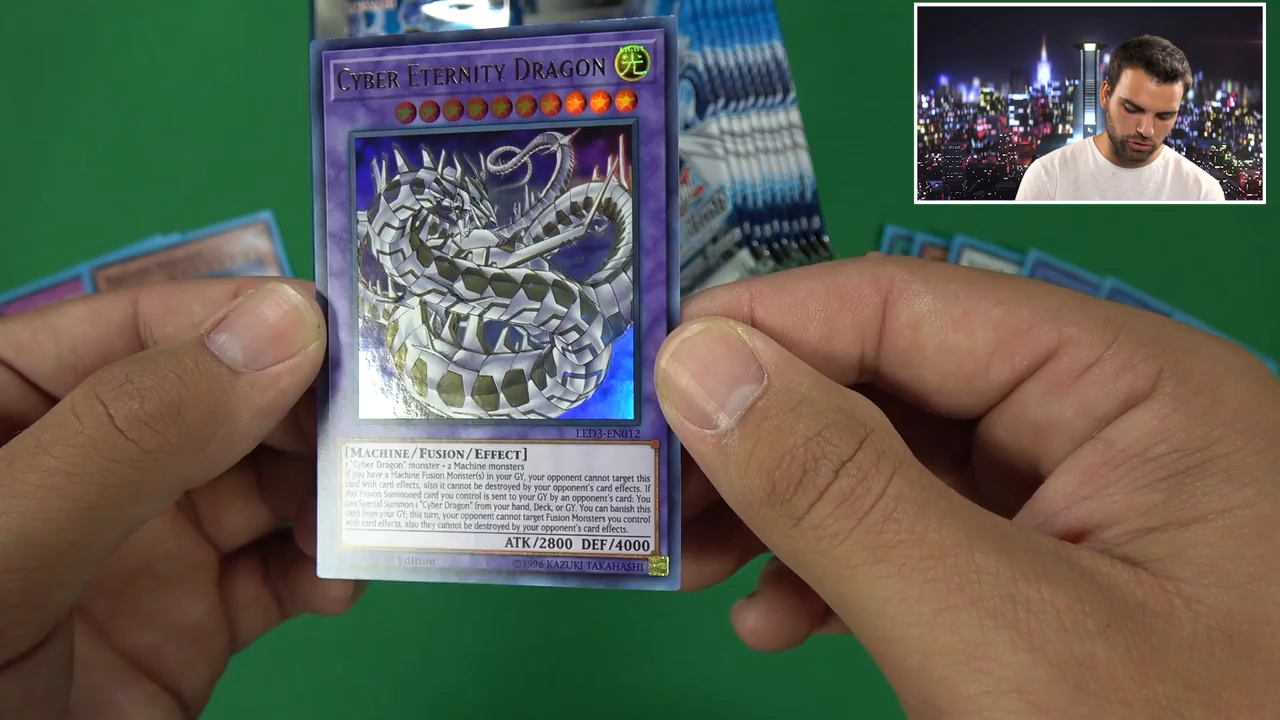 CYBER ETERNITY DRAGON
LIGHT
光
LED3-EN012
[MACHINE/FUSION/EFFECT]
1 "Cyber Dragon" monster + 2 Machine monsters
If you have a Machine Fusion Monster(s) in your GY, your opponent cannot target this
card with card effects, also it cannot be destroyed by your opponent's card effects. If
this Fusion Summoned card you control is sent to your GY by an opponent's card: You
can Special Summon 1 "Cyber Dragon" from your hand, Deck, or GY. You can banish this
card from your GY; this turn, your opponent cannot target Fusion Monsters you control
with card effects, also they cannot be destroyed by your opponent's card effects.
ATK/2800 DEF/4000
Edition
©1996 KAZUKI TAKAHASHI